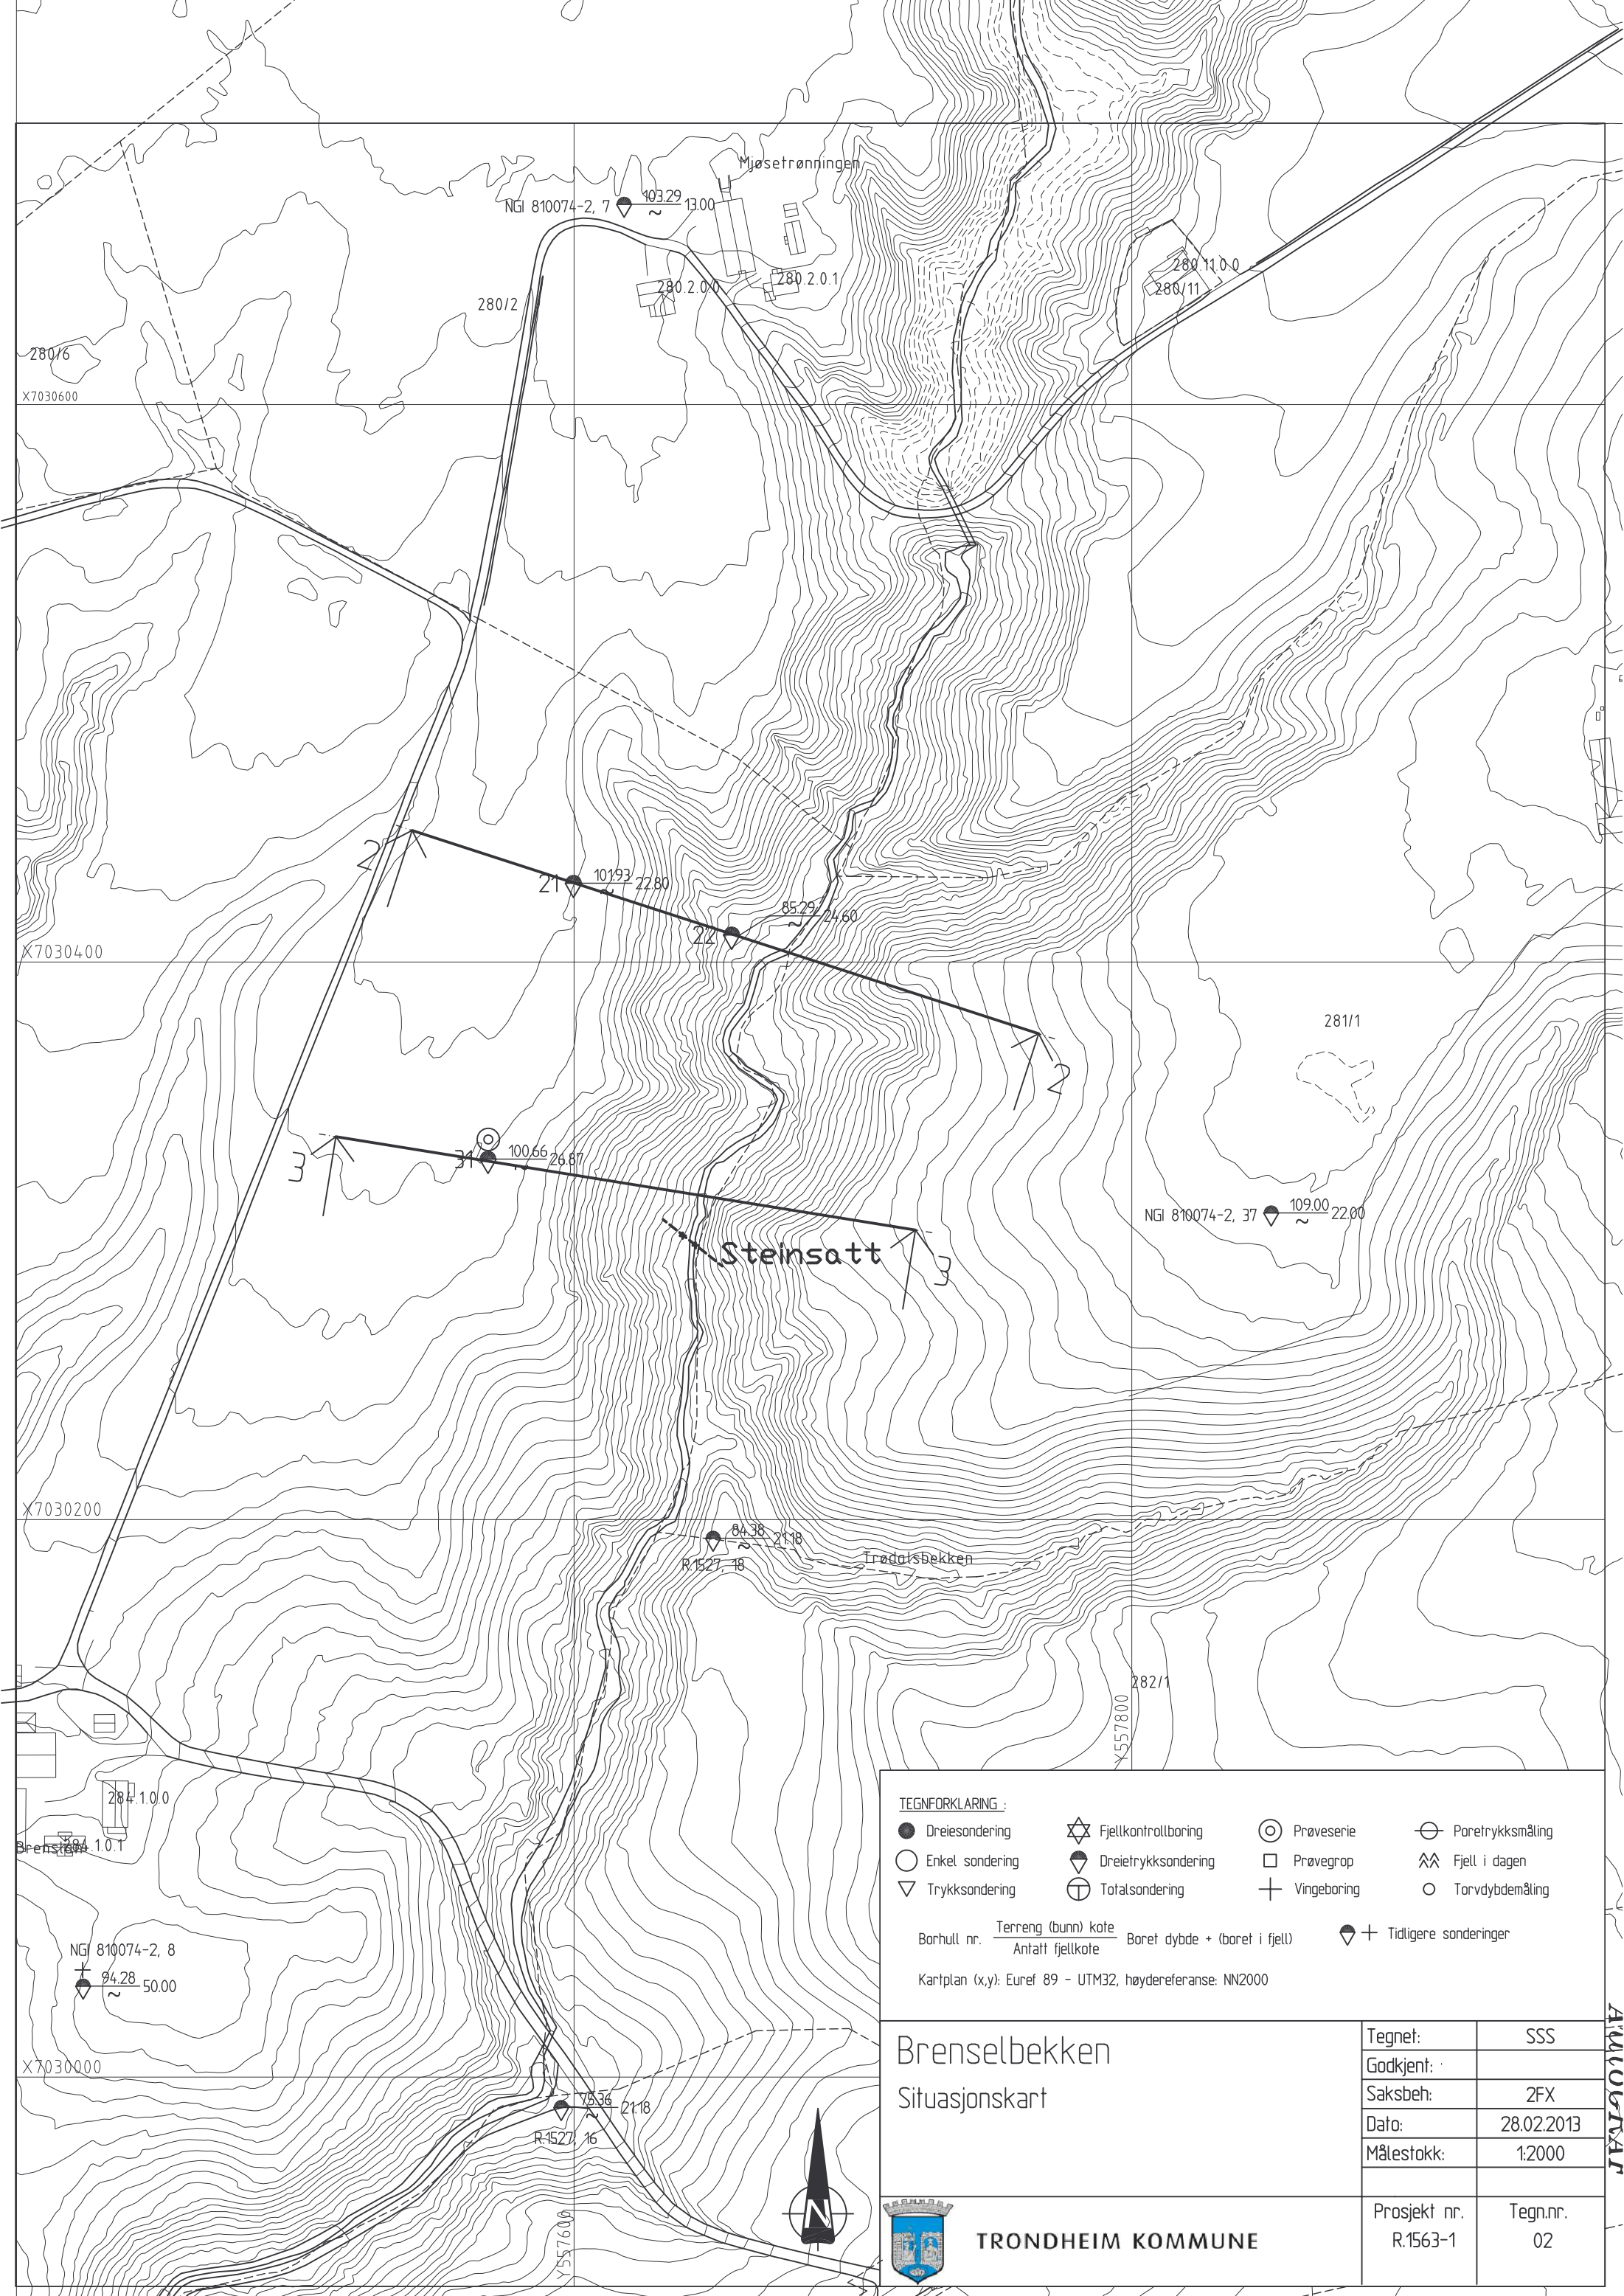 Mjøsetrønningen
NGI 810074-2, 7 103.29 13.00
~
280.11.0.0
280/11
280.2.0.0 280.2.0.1
280/2
280/6
X7030600
2
21 101.93 22.80
~
85.29 24.60
~
22
X7030400
281/1
2
3
31 100.66 26.87
~
NGI 810074-2, 37 109.00 22.00
~
Steinsatt
3
X7030200
84.38 21.18
~
R.1527, 18
Trødalsbekken
282/1
Y557800
284.1.0.0
284.1.0.1
NGI 810074-2, 8
94.28 50.00
~
X7030000
75.36 21.18
~
R.1527, 16
Y557600
N
TEGNFORKLARING :
Dreiesondering Fjellkontrollboring Prøveserie Poretrykksmåling
Enkel sondering Dreietrykksondering Prøvegrop Fjell i dagen
Trykksondering Totalsondering Vingeboring Torvdybdemåling
Borhull nr. Terreng (bunn) kote Boret dybde + (boret i fjell) Tidligere sonderinger
Antatt fjellkote
Kartplan (x,y): Euref 89 - UTM32, høydereferanse: NN2000
Brenselbekken
Situasjonskart
Tegnet: SSS
Godkjent:
Saksbeh: 2FX
Dato: 28.02.2013
Målestokk: 1:2000
Prosjekt nr. Tegn.nr.
R.1563-1 02
TRONDHEIM KOMMUNE